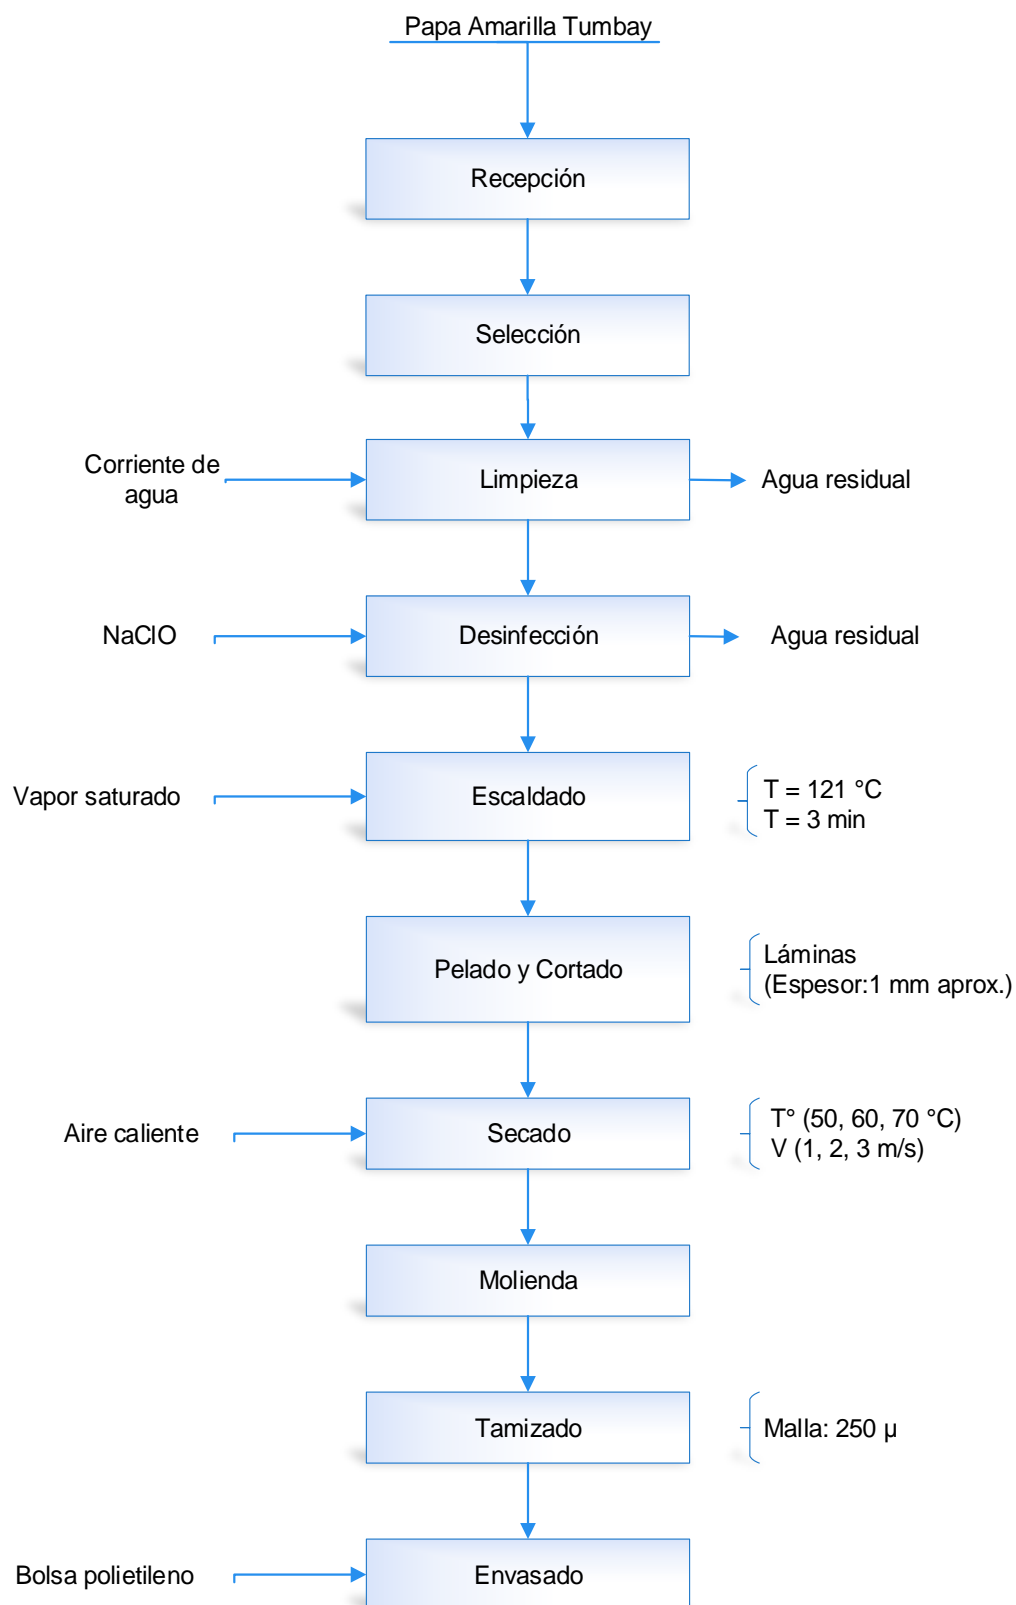 Papa Amarilla Tumbay
Recepción
Selección
Corriente de
agua
Limpieza
Agua residual
NaClO
Desinfección
Agua residual
Vapor saturado
Escaldado
T = 121 °C
T = 3 min
Pelado y Cortado
Láminas
(Espesor:1 mm aprox.)
Aire caliente
Secado
T° (50, 60, 70 °C)
V (1, 2, 3 m/s)
Molienda
Tamizado
Malla: 250 µ
Bolsa polietileno
Envasado